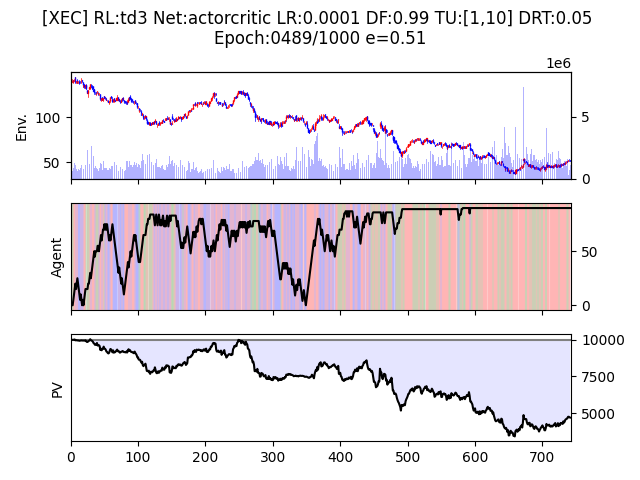 [XEC] RL:td3 Net:actorcritic LR:0.0001 DF:0.99 TU:[1,10] DRT:0.05
Epoch:0489/1000 e=0.51
1e6
Env.
100
50
5
0
Agent
50
0
PV
10000
7500
5000
0 100 200 300 400 500 600 700